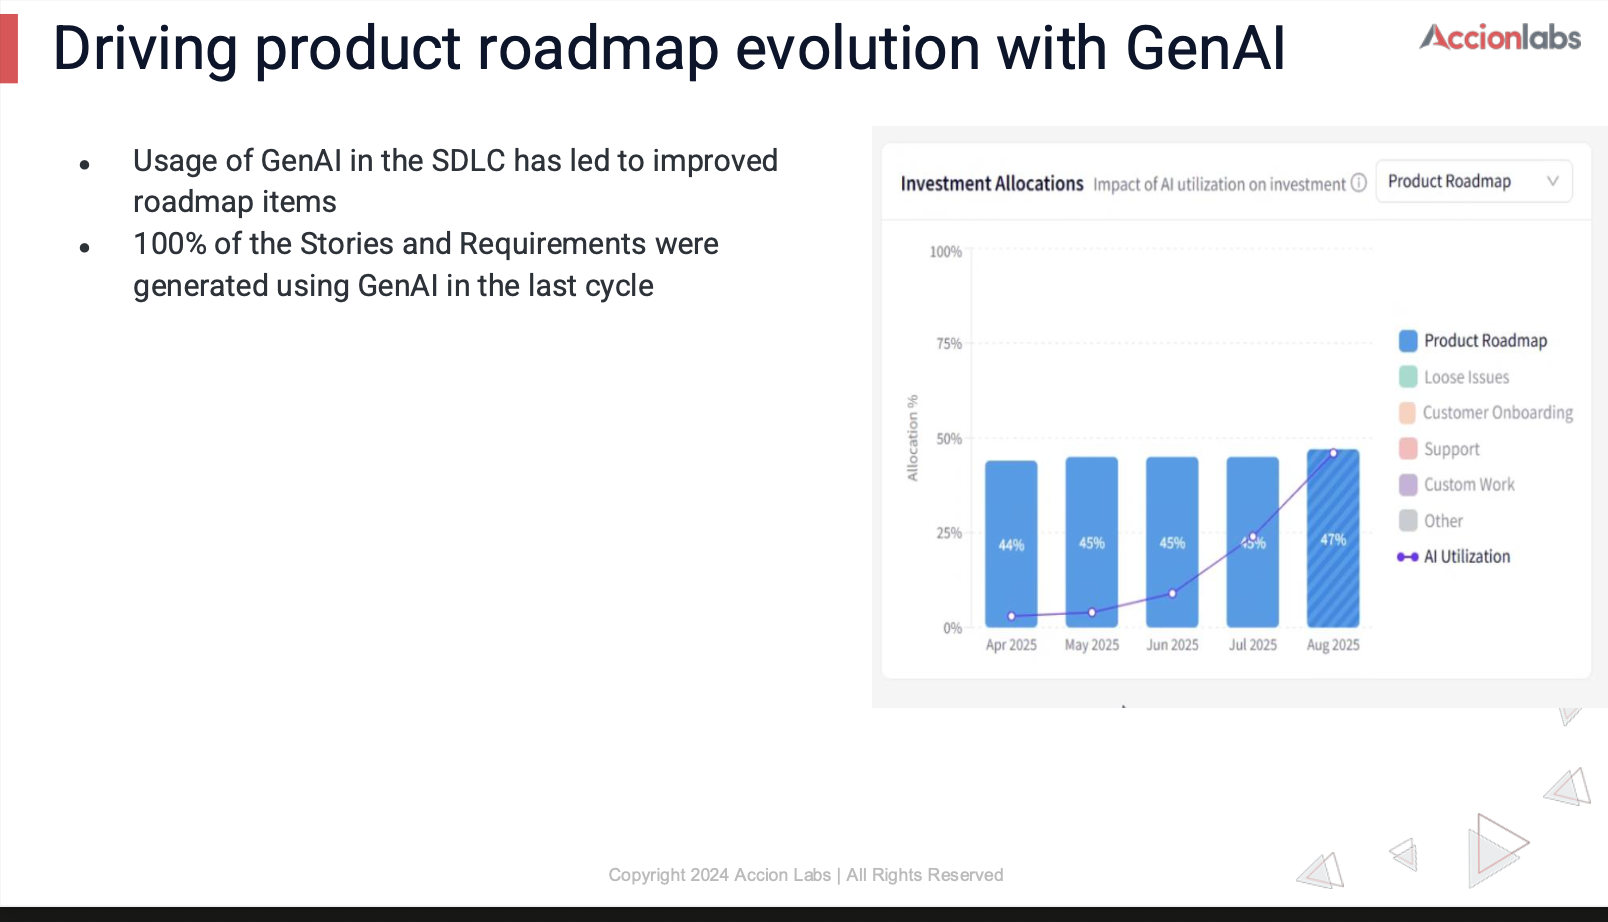 Driving product roadmap evolution with GenAI
Accionlabs
● Usage of GenAI in the SDLC has led to improved
roadmap items
● 100% of the Stories and Requirements were
generated using GenAI in the last cycle
Investment Allocations Impact of AI utilization on investment
Product Roadmap
Allocation %
100%
75%
50%
25%
0%
44%
45%
45%
45%
47%
Apr 2025
May 2025
Jun 2025
Jul 2025
Aug 2025
Product Roadmap
Loose Issues
Customer Onboarding
Support
Custom Work
Other
AI Utilization
Copyright 2024 Accion Labs | All Rights Reserved